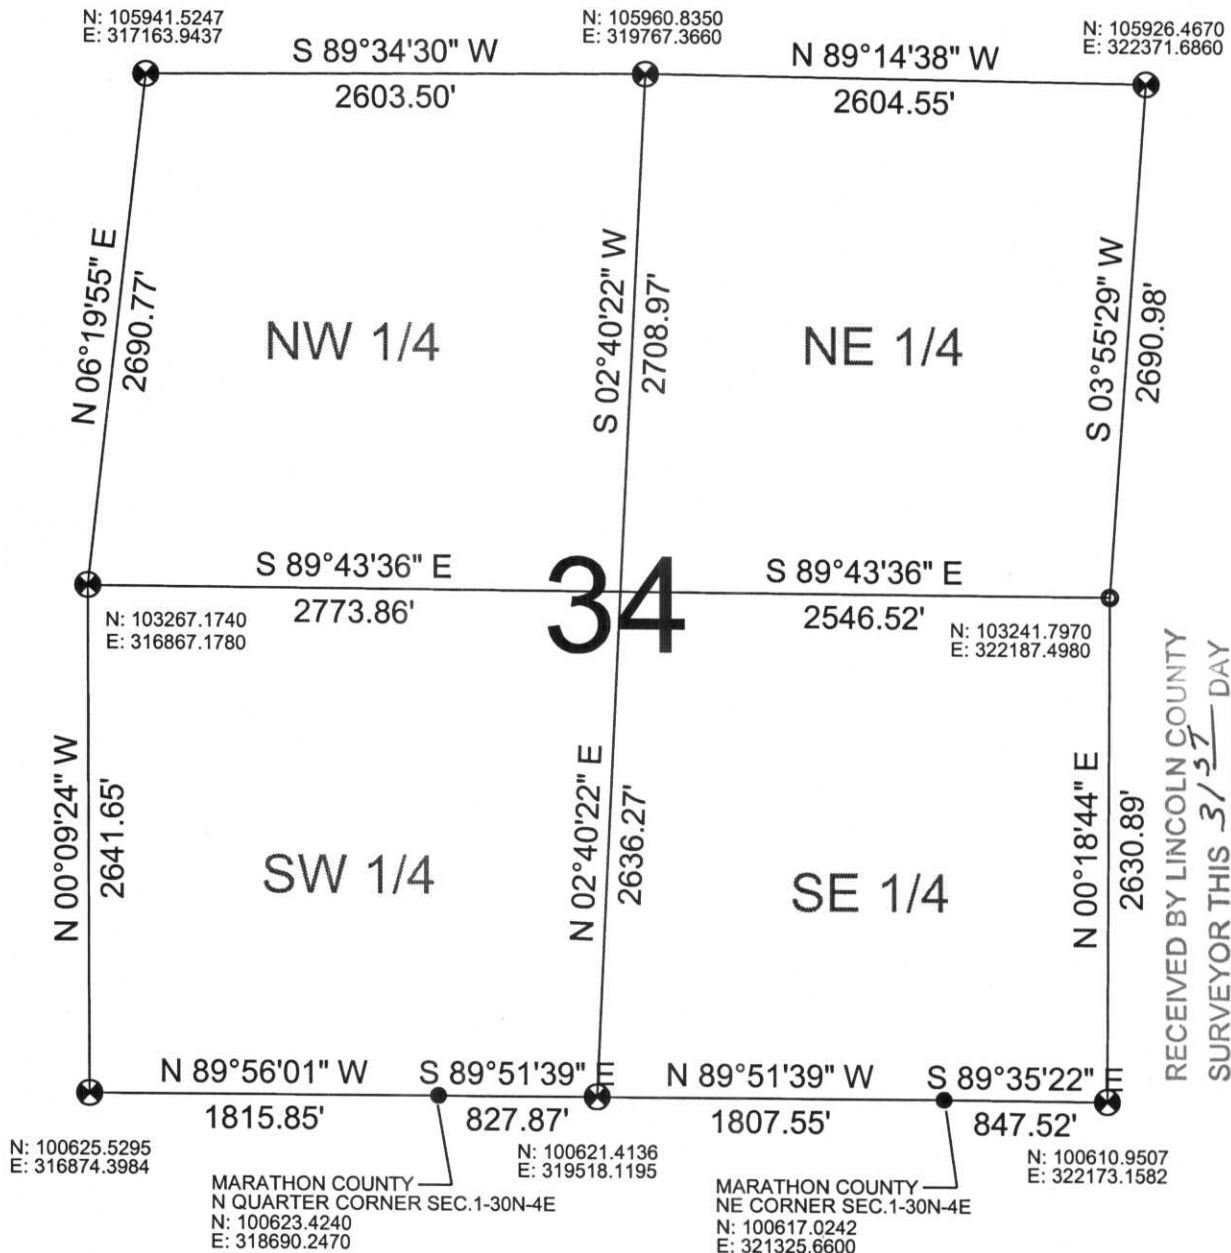 N: 105941.5247
E: 317163.9437
N: 105960.8350
E: 319767.3660
N: 105926.4670
E: 322371.6860
S 89°34'30" W
2603.50'
N 89°14'38" W
2604.55'
N 06°19'55" E
2690.77'
S 02°40'22" W
2708.97'
S 03°55'29" W
2690.98'
NW 1/4
NE 1/4
S 89°43'36" E
2773.86'
34
S 89°43'36" E
2546.52'
N: 103267.1740
E: 316867.1780
N: 103241.7970
E: 322187.4980
N 00°09'24" W
2641.65'
N 02°40'22" E
2636.27'
N 00°18'44" E
2630.89'
SW 1/4
SE 1/4
RECEIVED BY LINCOLN COUNTY
SURVEYOR THIS 31ST DAY
N 89°56'01" W
1815.85'
S 89°51'39" E
827.87'
N 89°51'39" W
1807.55'
S 89°35'22" E
847.52'
N: 100625.5295
E: 316874.3984
N: 100621.4136
E: 319518.1195
N: 100610.9507
E: 322173.1582
MARATHON COUNTY
N QUARTER CORNER SEC.1-30N-4E
N: 100623.4240
E: 318690.2470
MARATHON COUNTY
NE CORNER SEC.1-30N-4E
N: 100617.0242
E: 321325.6600